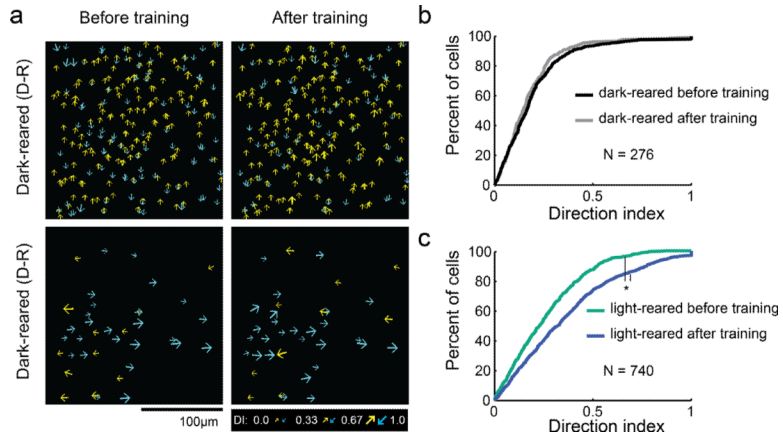 a
Before training
After training
Dark-reared (D-R)
Dark-reared (D-R)
100µm
DI: 0.0 0.33 0.67 1.0
b
Percent of cells
100
80
60
40
20
0
dark-reared before training
dark-reared after training
N = 276
0 0.5 1
Direction index
c
Percent of cells
100
80
60
40
20
0
*
light-reared before training
light-reared after training
N = 740
0 0.5 1
Direction index